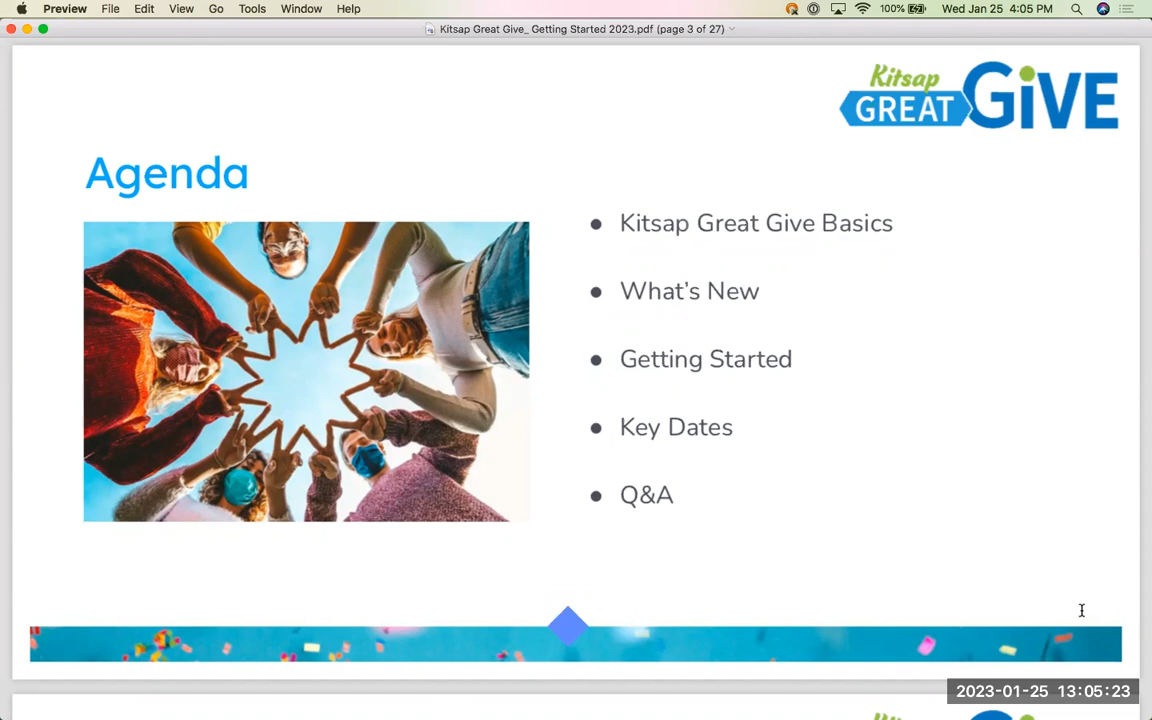 Preview File Edit View Go Tools Window Help 100% Wed Jan 25 4:05 PM
Kitsap Great Give_ Getting Started 2023.pdf (page 3 of 27)
Kitsap
GREAT GiVE
Agenda
● Kitsap Great Give Basics
● What's New
● Getting Started
● Key Dates
● Q&A
2023-01-25 13:05:23